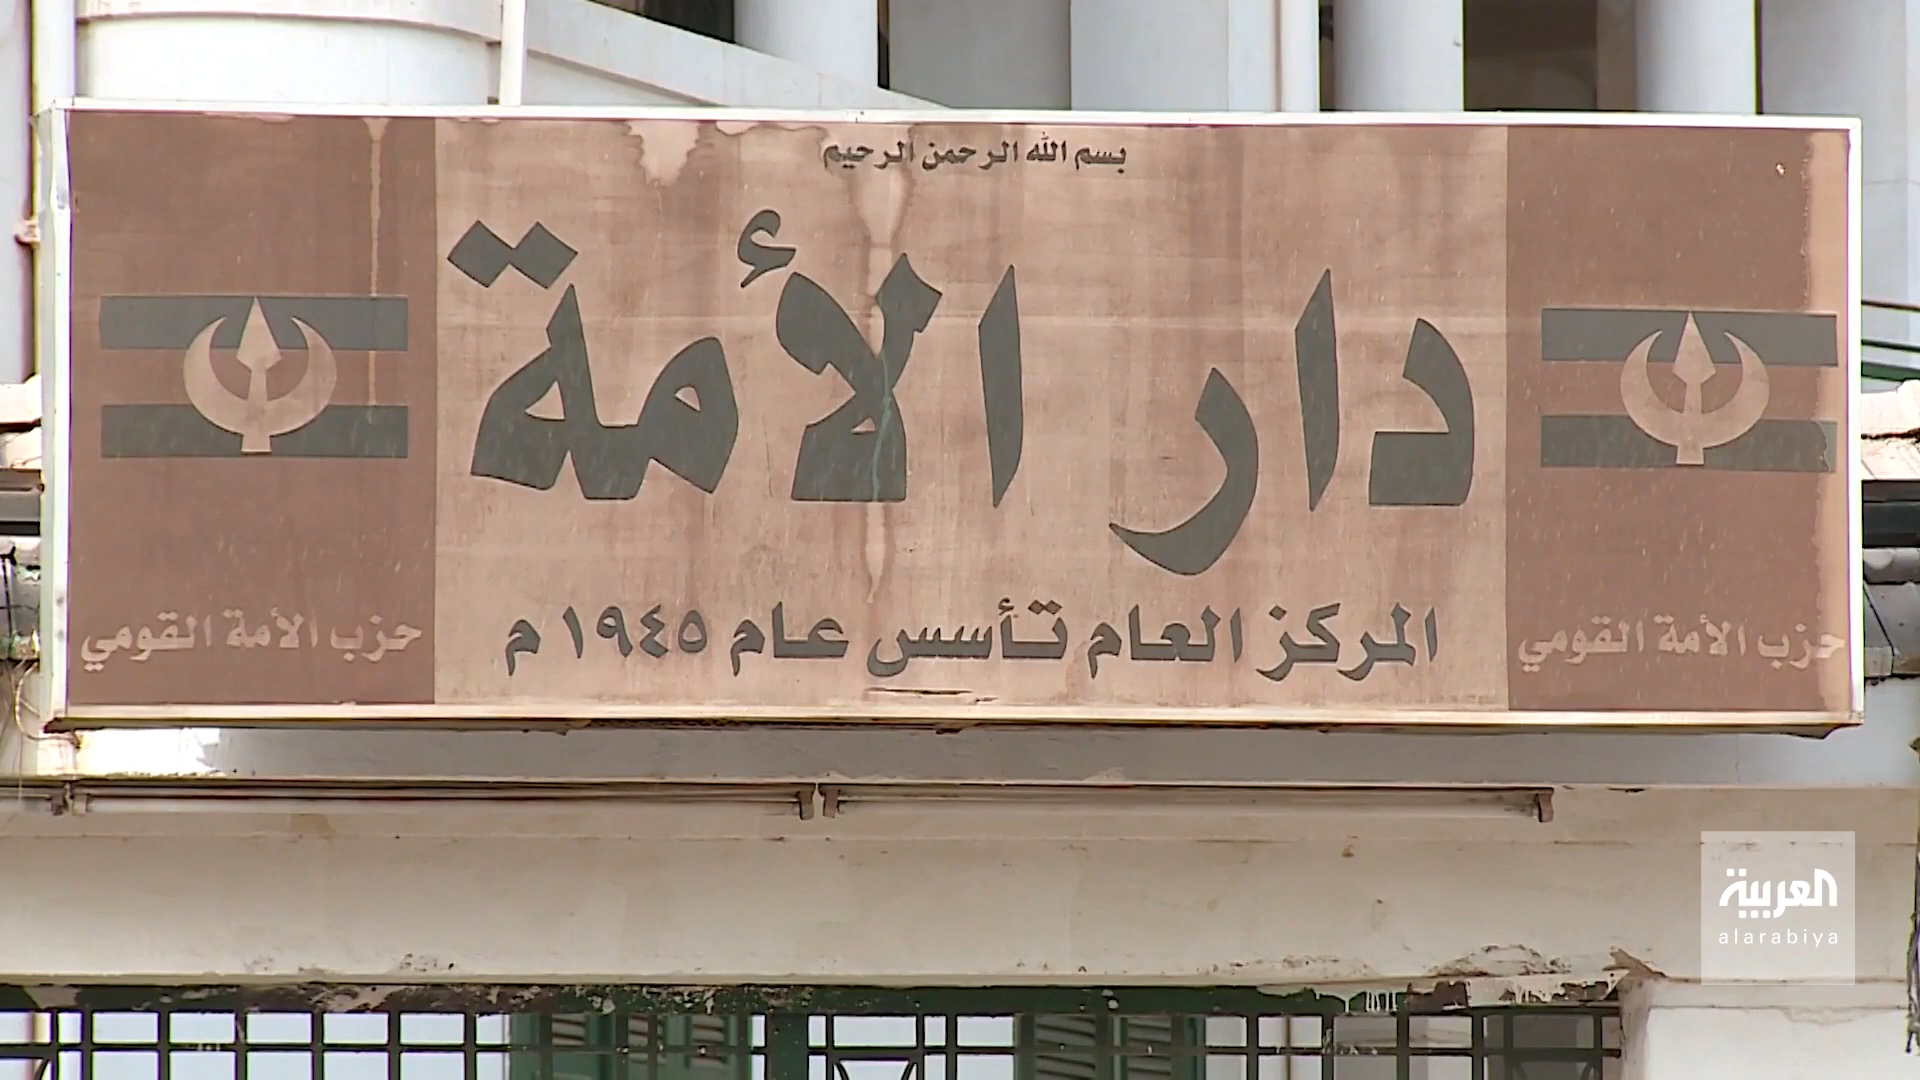 بسم الله الرحمن الرحيم
دار الأمة
المركز العام تأسس عام ١٩٤٥ م
حزب الأمة القومي
حزب الأمة القومي
العربية
alarabiya